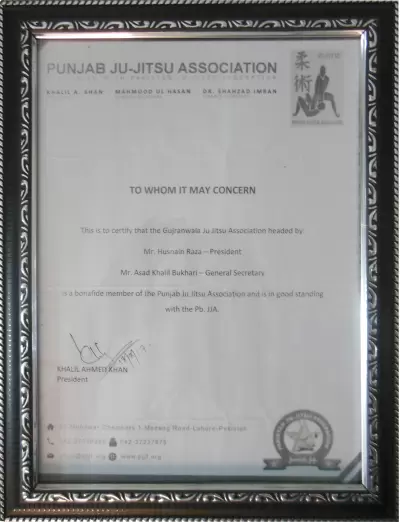 PUNJAB JU-JITSU ASSOCIATION
KHALIL A. KHAN MAHMOOD UL HASAN DR. SHAHZAD IMRAN
柔術
TO WHOM IT MAY CONCERN
This is to certify that the Gujranwala Ju Jitsu Association headed by:
Mr. Husnain Raza – President
Mr. Asad Khalil Bukhari – General Secretary
is a bonafide member of the Punjab Ju Jitsu Association and is in good standing
with the Pb. JJA.
KHALIL AHMED KHAN
President